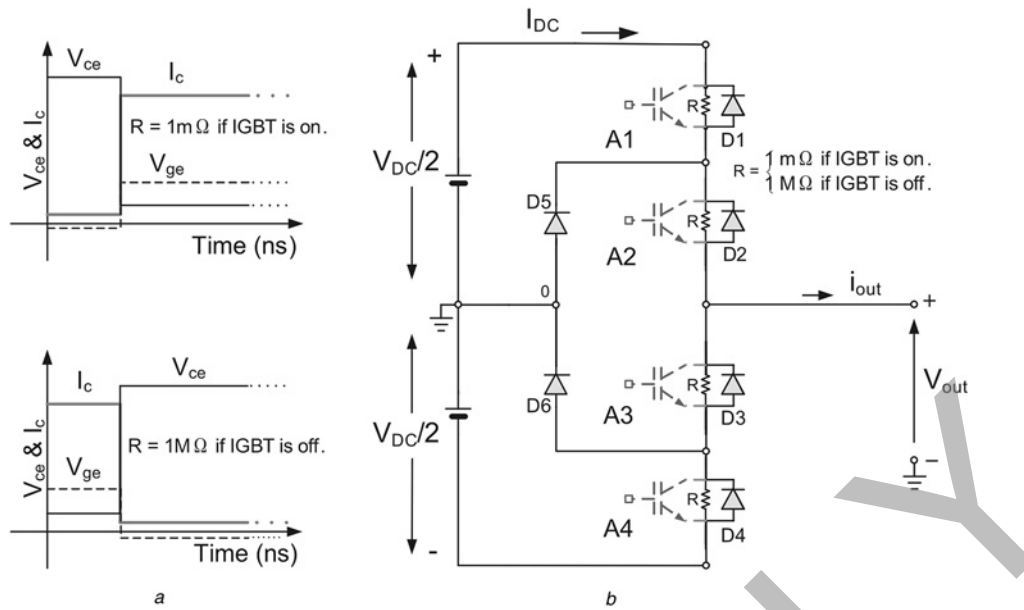 V_ce
I_c
R = 1mΩ if IGBT is on.
V_ge
V_ce & I_c
Time (ns)
I_c
V_ce
R = 1MΩ if IGBT is off.
V_ge
V_ce & I_c
Time (ns)
a
I_DC
+
V_DC/2
V_DC/2
-
A1
R
D1
R = { 1 mΩ if IGBT is on.
1 MΩ if IGBT is off.
D5
A2
R
D2
0
i_out
+
V_out
-
D6
A3
R
D3
A4
R
D4
b
Y